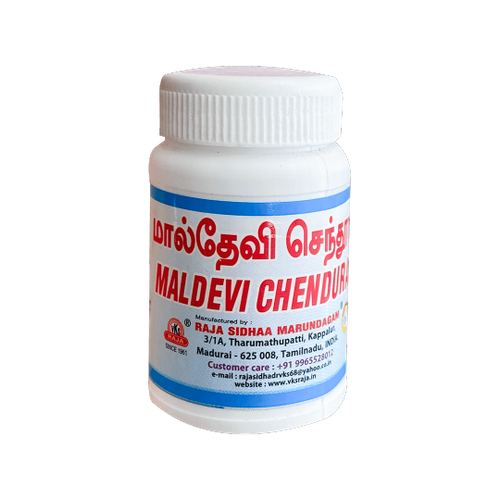 மால்தேவி செந்தூ
MALDEVI CHENDURA
Manufactured by :
RAJA SIDHAA MARUNDAGAM®
3/1A, Tharumathupatti, Kappalur,
Madurai - 625 008, Tamilnadu, INDIA.
Customer care : +91 9965528012
e-mail : rajasidhadrvks68@yahoo.co.in
website : www.vksraja.in
VKS
RAJA
®
SINCE 1961